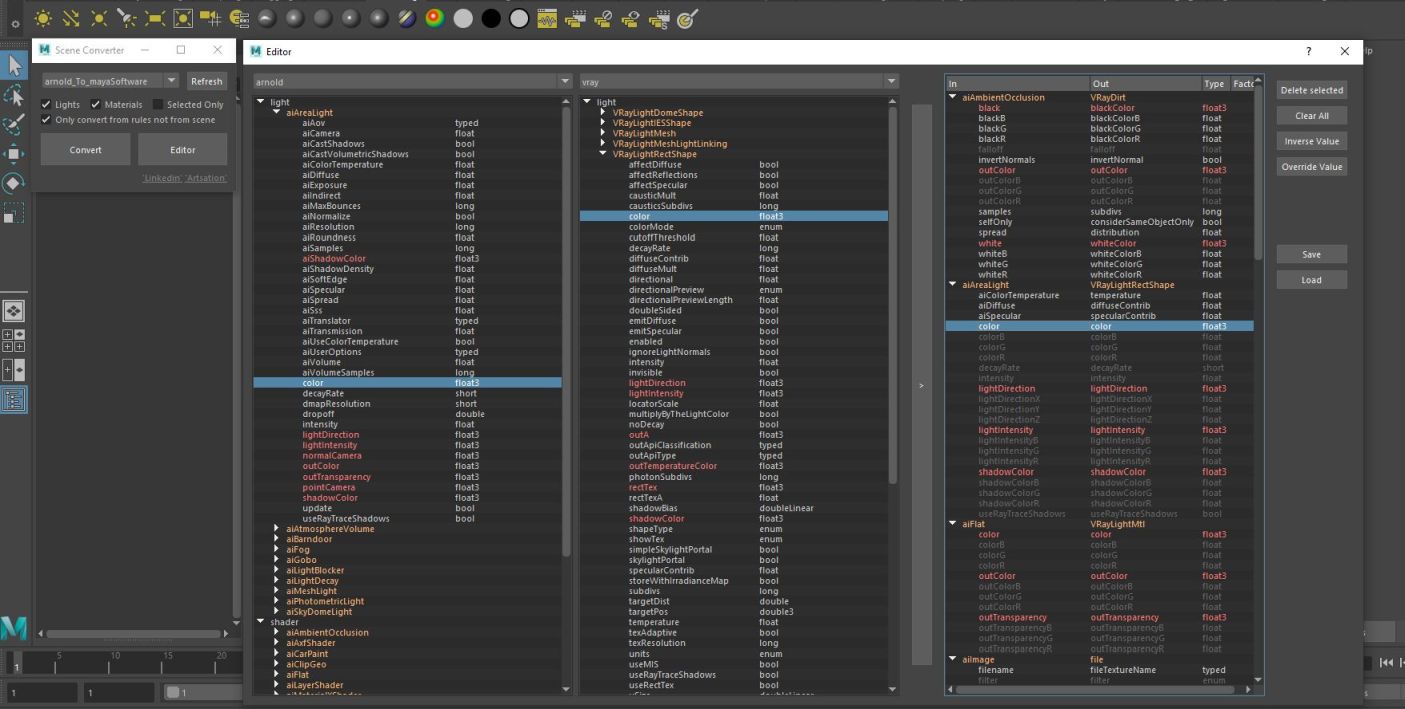 Scene Converter
arnold_To_mayaSoftware
Refresh
Lights Materials Selected Only
Only convert from rules not from scene
Convert Editor
'Linkedin' 'Artsation'
5 10 15 20
1
1 1 1
Editor ?
arnold
light
aiAreaLight
aiAov typed
aiCamera float
aiCastShadows bool
aiCastVolumetricShadows bool
aiColorTemperature float
aiDiffuse float
aiExposure float
aiIndirect float
aiMaxBounces long
aiNormalize bool
aiResolution long
aiRoundness float
aiSamples long
aiShadowColor float3
aiShadowDensity float
aiSoftEdge float
aiSpecular float
aiSpread float
aiSss float
aiTranslator typed
aiTransmission float
aiUseColorTemperature bool
aiUserOptions typed
aiVolume float
aiVolumeSamples long
color float3
decayRate short
dmapResolution short
dropoff double
intensity float
lightDirection float3
lightIntensity float3
normalCamera float3
outColor float3
outTransparency float3
pointCamera float3
shadowColor float3
update bool
useRayTraceShadows bool
aiAtmosphereVolume
aiBarndoor
aiFog
aiGobo
aiLightBlocker
aiLightDecay
aiMeshLight
aiPhotometricLight
aiSkyDomeLight
shader
aiAmbientOcclusion
aiAxfShader
aiCarPaint
aiClipGeo
aiFlat
aiLayerShader
vray
light
VRayLightDomeShape
VRayLightIESShape
VRayLightMesh
VRayLightMeshLightLinking
VRayLightRectShape
affectDiffuse bool
affectReflections bool
affectSpecular bool
causticMult float
causticsSubdivs long
color float3
colorMode enum
cutoffThreshold float
decayRate long
diffuseContrib float
diffuseMult float
directional float
directionalPreview enum
directionalPreviewLength float
doubleSided bool
emitDiffuse bool
emitSpecular bool
enabled bool
ignoreLightNormals bool
intensity float
invisible bool
lightDirection float3
lightIntensity float3
locatorScale float
multiplyByTheLightColor bool
noDecay bool
outA float3
outApiClassification typed
outApiType typed
outTemperatureColor float3
photonSubdivs long
rectTex float3
rectTexA float
shadowBias doubleLinear
shadowColor float3
shapeType enum
showTex enum
simpleSkylightPortal bool
skylightPortal bool
specularContrib float
storeWithIrradianceMap bool
subdivs long
targetDist double
targetPos double3
temperature float
texAdaptive bool
texResolution long
units enum
useMIS bool
useRayTraceShadows bool
useRectTex bool
>
In Out Type Facto
aiAmbientOcclusion VRayDirt
black blackColor float3
blackB blackColorB float
blackG blackColorG float
blackR blackColorR float
falloff falloff float
invertNormals invertNormal bool
outColor outColor float3
outColorB outColorB float
outColorG outColorG float
outColorR outColorR float
samples subdivs long
selfOnly considerSameObjectOnly bool
spread distribution float
white whiteColor float3
whiteB whiteColorB float
whiteG whiteColorG float
whiteR whiteColorR float
aiAreaLight VRayLightRectShape
aiColorTemperature temperature float
aiDiffuse diffuseContrib float
aiSpecular specularContrib float
color color float3
colorB colorB float
colorG colorG float
colorR colorR float
decayRate decayRate short
intensity intensity float
lightDirection lightDirection float3
lightDirectionX lightDirectionX float
lightDirectionY lightDirectionY float
lightDirectionZ lightDirectionZ float
lightIntensity lightIntensity float3
lightIntensityB lightIntensityB float
lightIntensityG lightIntensityG float
lightIntensityR lightIntensityR float
shadowColor shadowColor float3
shadowColorB shadowColorB float
shadowColorG shadowColorG float
shadowColorR shadowColorR float
useRayTraceShadows useRayTraceShadows bool
aiFlat VRayLightMtl
color color float3
colorB colorB float
colorG colorG float
colorR colorR float
outColor outColor float3
outColorB outColorB float
outColorG outColorG float
outColorR outColorR float
outTransparency outTransparency float3
outTransparencyB outTransparencyB float
outTransparencyG outTransparencyG float
outTransparencyR outTransparencyR float
aiImage file
filename fileTextureName typed
filter filter enum
Delete selected
Clear All
Inverse Value
Override Value
Save
Load